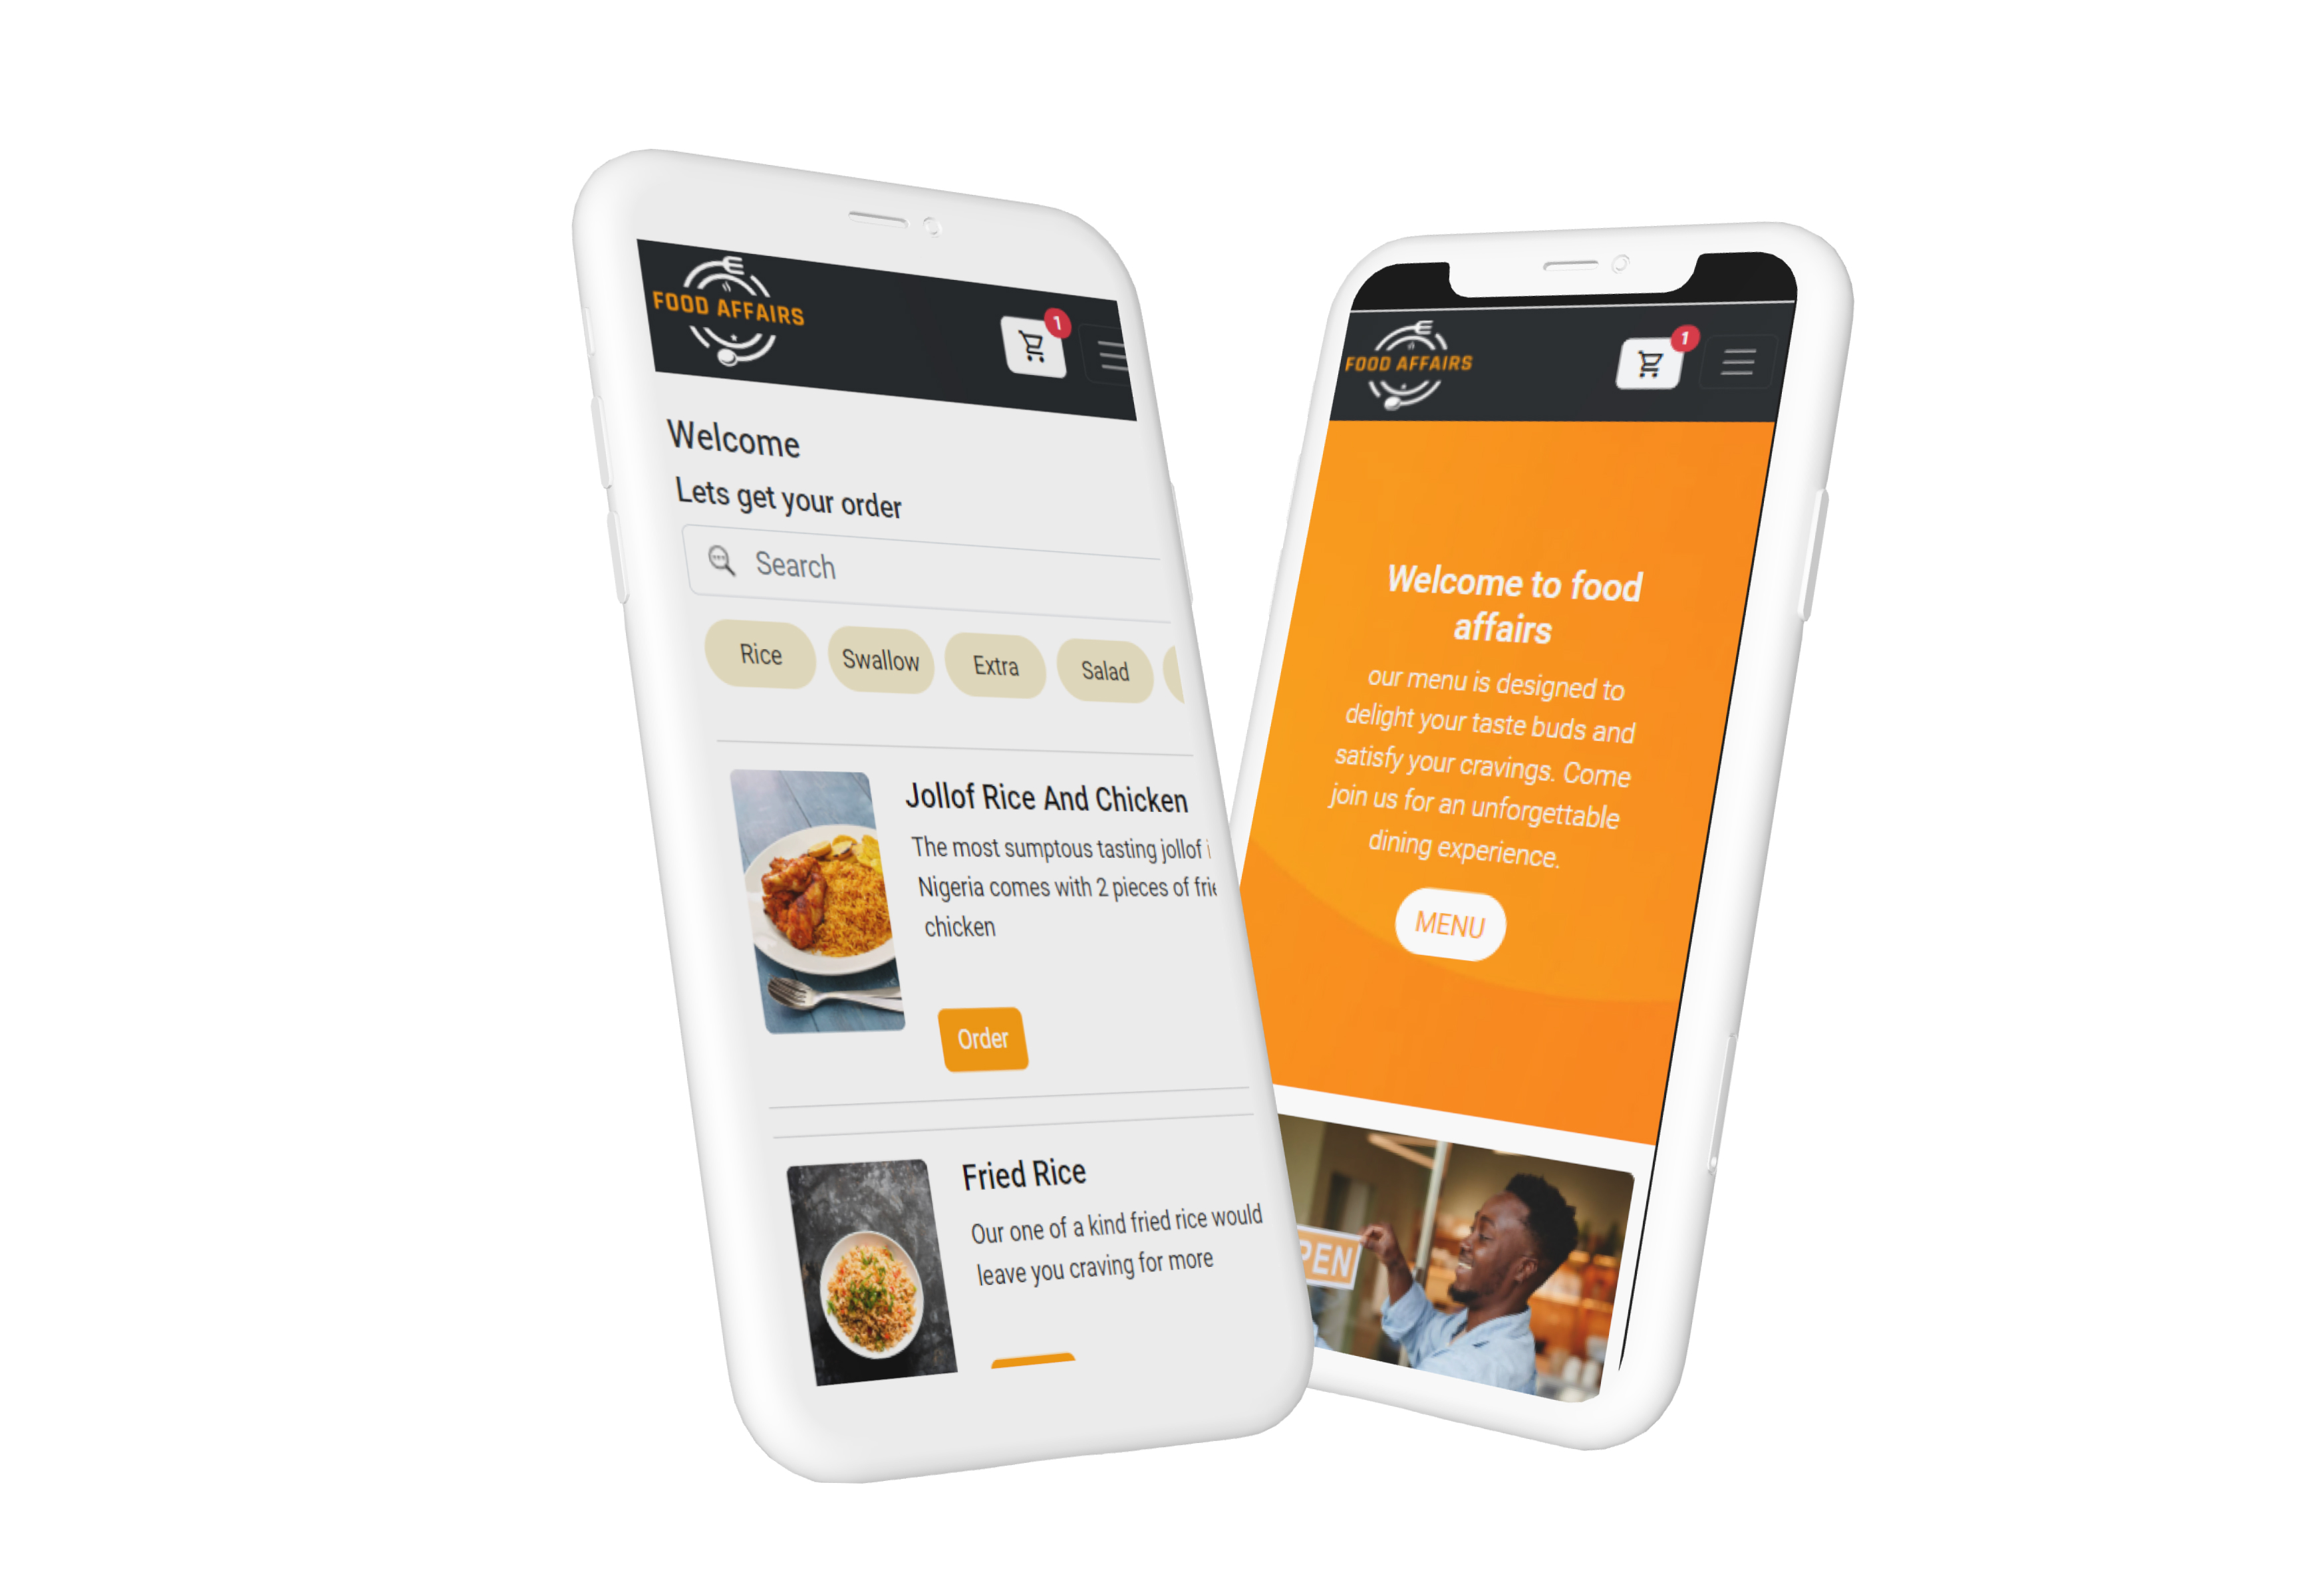 FOOD AFFAIRS
1
Welcome
Lets get your order
Search
Rice
Swallow
Extra
Salad
Jollof Rice And Chicken
The most sumptous tasting jollof
Nigeria comes with 2 pieces of
chicken
Order
Fried Rice
Our one of a kind fried rice would
leave you craving for more
FOOD AFFAIRS
1
Welcome to food
affairs
our menu is designed to
delight your taste buds and
satisfy your cravings. Come
join us for an unforgettable
dining experience.
MENU
PEN